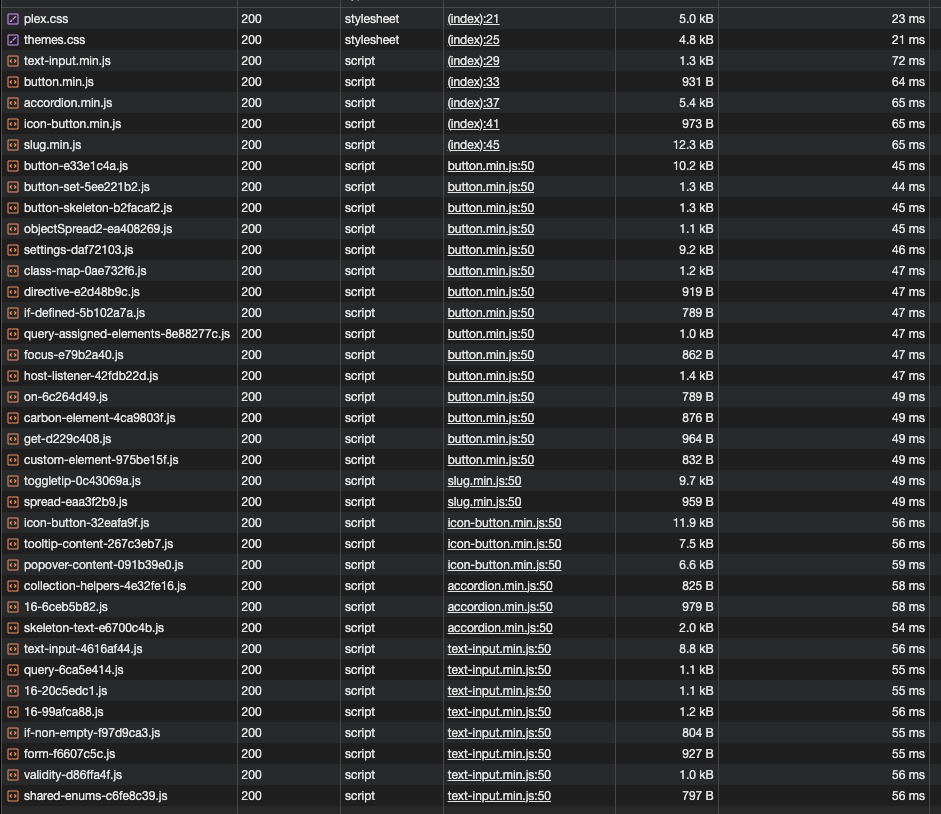 plex.css 200 stylesheet (index):21 5.0 kB 23 ms
themes.css 200 stylesheet (index):25 4.8 kB 21 ms
text-input.min.js 200 script (index):29 1.3 kB 72 ms
button.min.js 200 script (index):33 931 B 64 ms
accordion.min.js 200 script (index):37 5.4 kB 65 ms
icon-button.min.js 200 script (index):41 973 B 65 ms
slug.min.js 200 script (index):45 12.3 kB 65 ms
button-e33e1c4a.js 200 script button.min.js:50 10.2 kB 45 ms
button-set-5ee221b2.js 200 script button.min.js:50 1.3 kB 44 ms
button-skeleton-b2facaf2.js 200 script button.min.js:50 1.3 kB 45 ms
objectSpread2-ea408269.js 200 script button.min.js:50 1.1 kB 45 ms
settings-daf72103.js 200 script button.min.js:50 9.2 kB 46 ms
class-map-0ae732f6.js 200 script button.min.js:50 1.2 kB 47 ms
directive-e2d48b9c.js 200 script button.min.js:50 919 B 47 ms
if-defined-5b102a7a.js 200 script button.min.js:50 789 B 47 ms
query-assigned-elements-8e88277c.js 200 script button.min.js:50 1.0 kB 47 ms
focus-e79b2a40.js 200 script button.min.js:50 862 B 47 ms
host-listener-42fdb22d.js 200 script button.min.js:50 1.4 kB 47 ms
on-6c264d49.js 200 script button.min.js:50 789 B 49 ms
carbon-element-4ca9803f.js 200 script button.min.js:50 876 B 49 ms
get-d229c408.js 200 script button.min.js:50 964 B 49 ms
custom-element-975be15f.js 200 script button.min.js:50 832 B 49 ms
toggletip-0c43069a.js 200 script slug.min.js:50 9.7 kB 49 ms
spread-eaa3f2b9.js 200 script slug.min.js:50 959 B 49 ms
icon-button-32eafa9f.js 200 script icon-button.min.js:50 11.9 kB 56 ms
tooltip-content-267c3eb7.js 200 script icon-button.min.js:50 7.5 kB 56 ms
popover-content-091b39e0.js 200 script icon-button.min.js:50 6.6 kB 59 ms
collection-helpers-4e32fe16.js 200 script accordion.min.js:50 825 B 58 ms
16-6ceb5b82.js 200 script accordion.min.js:50 979 B 58 ms
skeleton-text-e6700c4b.js 200 script accordion.min.js:50 2.0 kB 54 ms
text-input-4616af44.js 200 script text-input.min.js:50 8.8 kB 56 ms
query-6ca5e414.js 200 script text-input.min.js:50 1.1 kB 55 ms
16-20c5edc1.js 200 script text-input.min.js:50 1.1 kB 55 ms
16-99afca88.js 200 script text-input.min.js:50 1.2 kB 56 ms
if-non-empty-f97d9ca3.js 200 script text-input.min.js:50 804 B 55 ms
form-f6607c5c.js 200 script text-input.min.js:50 927 B 55 ms
validity-d86ffa4f.js 200 script text-input.min.js:50 1.0 kB 56 ms
shared-enums-c6fe8c39.js 200 script text-input.min.js:50 797 B 56 ms